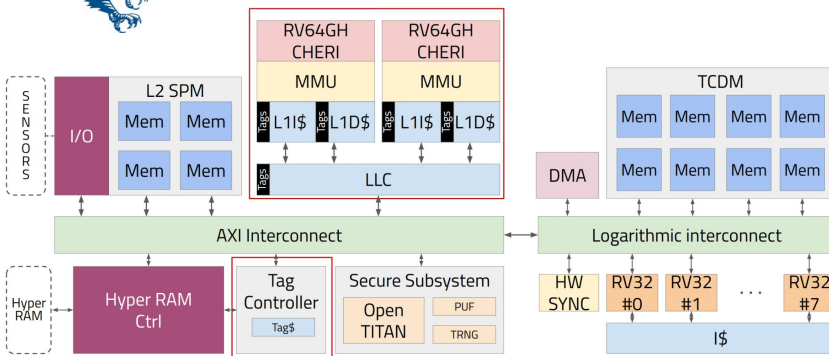 RV64GH
CHERI
RV64GH
CHERI
MMU
MMU
Tags
L1I$
Tags
L1D$
Tags
L1I$
Tags
L1D$
Tags
LLC
SENSORS
I/O
L2 SPM
Mem
Mem
Mem
Mem
TCDM
Mem
Mem
Mem
Mem
Mem
Mem
Mem
Mem
DMA
AXI Interconnect
Logarithmic interconnect
Hyper
RAM
Hyper RAM
Ctrl
Tag
Controller
Tag$
Secure Subsystem
Open
TITAN
PUF
TRNG
HW
SYNC
RV32
#0
RV32
#1
. . .
RV32
#7
I$